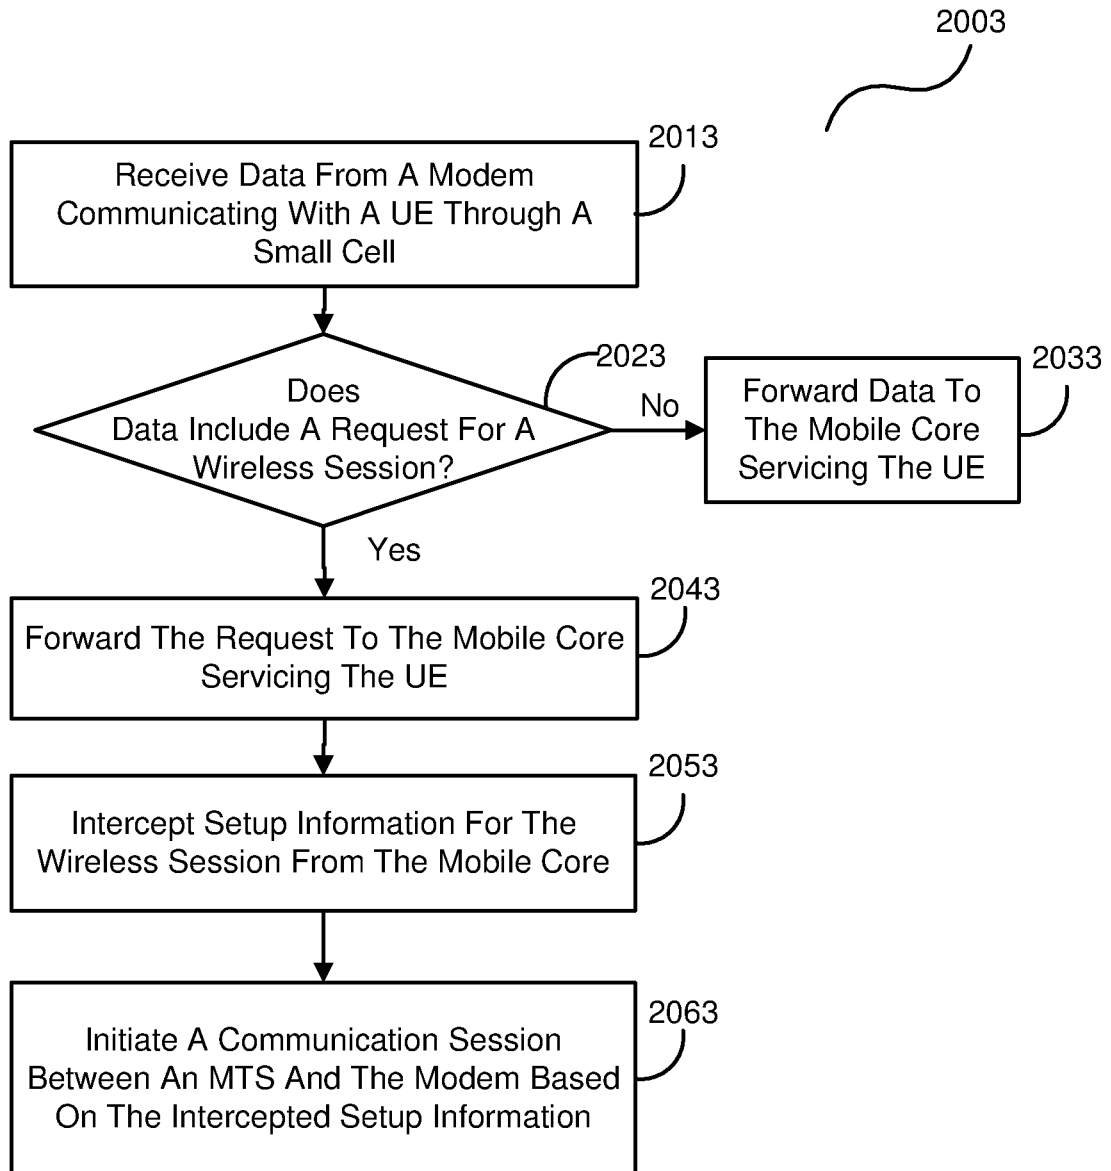 2003
2013
Receive Data From A Modem
Communicating With A UE Through A
Small Cell
2023
Does
Data Include A Request For A
Wireless Session?
No
2033
Forward Data To
The Mobile Core
Servicing The UE
Yes
2043
Forward The Request To The Mobile Core
Servicing The UE
2053
Intercept Setup Information For The
Wireless Session From The Mobile Core
2063
Initiate A Communication Session
Between An MTS And The Modem Based
On The Intercepted Setup Information